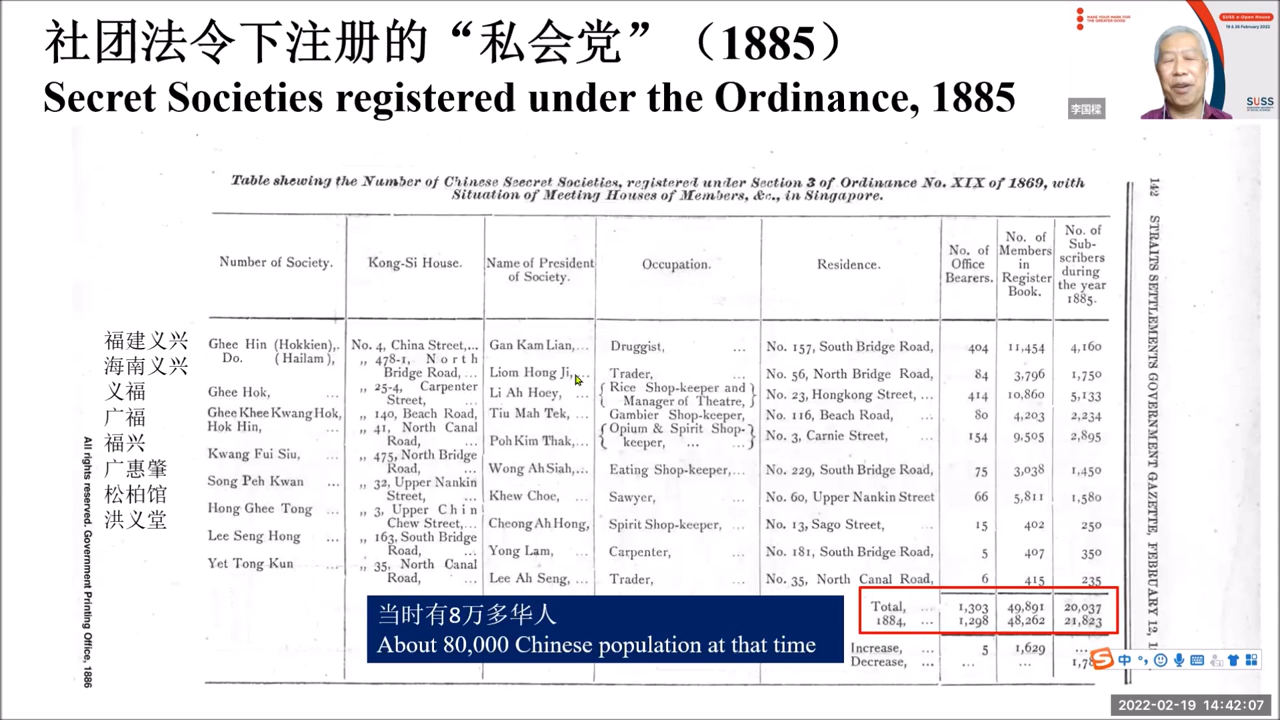 社团法令下注册的“私会党”（1885）
Secret Societies registered under the Ordinance, 1885
MAKE YOUR MARK FOR
THE GREATER GOOD
SUSS e-Open House
19 & 26 February 2022
SUSS
李国樑
Table shewing the Number of Chinese Seecret Societies, registered under Section 3 of Ordinance No. XIX of 1869, with
Situation of Meeting Houses of Members, &c., in Singapore.
Number of Society. Kong-Si House. Name of President of Society. Occupation. Residence. No. of Office Bearers. No. of Members in Register Book. No. of Sub-scribers during the year 1885.
福建义兴
海南义兴
义福
广福
福兴
广惠肇
松柏馆
洪义堂
Ghee Hin (Hokkien),. No. 4, China Street,... Gan Kam Lian,... Druggist, ... No. 157, South Bridge Road, 404 11,454 4,160
Do. (Hailam), „ 478-1, North Bridge Road, ... Liom Hong Ji,... Trader, ... No. 56, North Bridge Road, 84 3,796 1,750
Ghee Hok, ... „ 25-4, Carpenter Street, ... Li Ah Hoey, ... Rice Shop-keeper and Manager of Theatre, No. 23, Hongkong Street, ... 414 10,860 5,133
Ghee Khee Kwang Hok, „ 140, Beach Road, Tiu Mah Tek, ... Gambier Shop-keeper, No. 116, Beach Road, ... 80 4,203 2,234
Hok Hin, ... „ 41, North Canal Road, ... Poh Kim Thak,... Opium & Spirit Shop-keeper, ... ... No. 3, Carnie Street, ... 154 9,505 2,895
Kwang Fui Siu, ... „ 475, North Bridge Road, ... Wong Ah Siah,... Eating Shop-keeper,... No. 229, South Bridge Road, 75 3,038 1,450
Song Peh Kwan ... „ 32, Upper Nankin Street, ... Khew Choe, ... Sawyer, ... No. 60, Upper Nankin Street 66 5,811 1,580
Hong Ghee Tong ... „ 3, Upper Chin Chew Street,... Cheong Ah Hong, Spirit Shop-keeper, ... No. 13, Sago Street, ... 15 402 250
Lee Seng Hong ... „ 163, South Bridge Road, ... Yong Lam, ... Carpenter, ... No. 181, South Bridge Road, 5 407 350
Yet Tong Kun ... „ 35, North Canal Road, ... Lee Ah Seng, ... Trader, ... No. 35, North Canal Road, 6 415 235
Total, ... 1,303 49,891 20,037
1884, ... 1,298 48,262 21,823
Increase, ... 5 1,629 ...
Decrease, ... ... ...
当时有8万多华人
About 80,000 Chinese population at that time
142 STRAITS SETTLEMENTS GOVERNMENT GAZETTE, FEBRUARY 12,
All rights reserved. Government Printing Office, 1886
中
2022-02-19 14:42:07